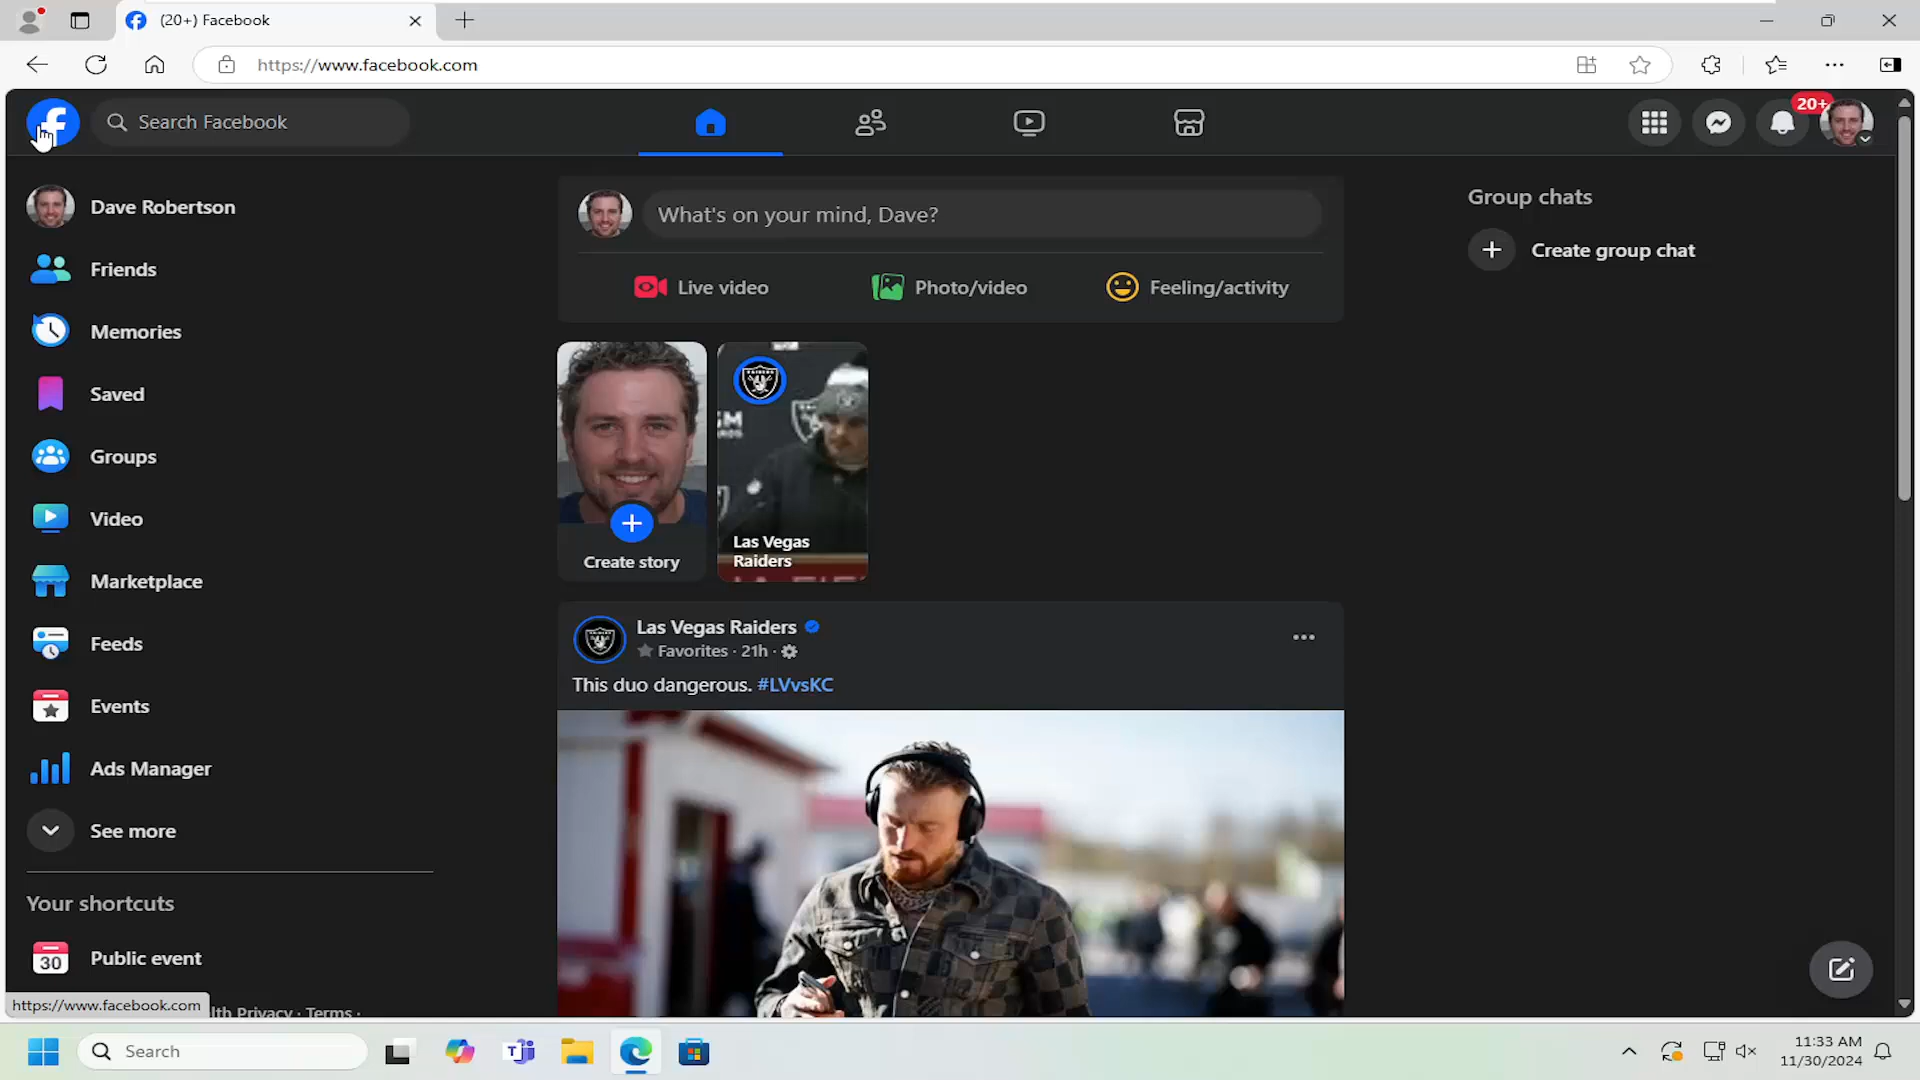 (20+) Facebook
https://www.facebook.com
Search Facebook
20+
Dave Robertson
Friends
Memories
Saved
Groups
Video
Marketplace
Feeds
Events
Ads Manager
See more
Your shortcuts
30
Public event
https://www.facebook.com
Privacy · Terms ·
What's on your mind, Dave?
Live video
Photo/video
Feeling/activity
Create story
RAIDERS
Las Vegas
Raiders
Las Vegas Raiders
Favorites · 21h ·
This duo dangerous. #LVvsKC
Group chats
Create group chat
Search
11:33 AM
11/30/2024